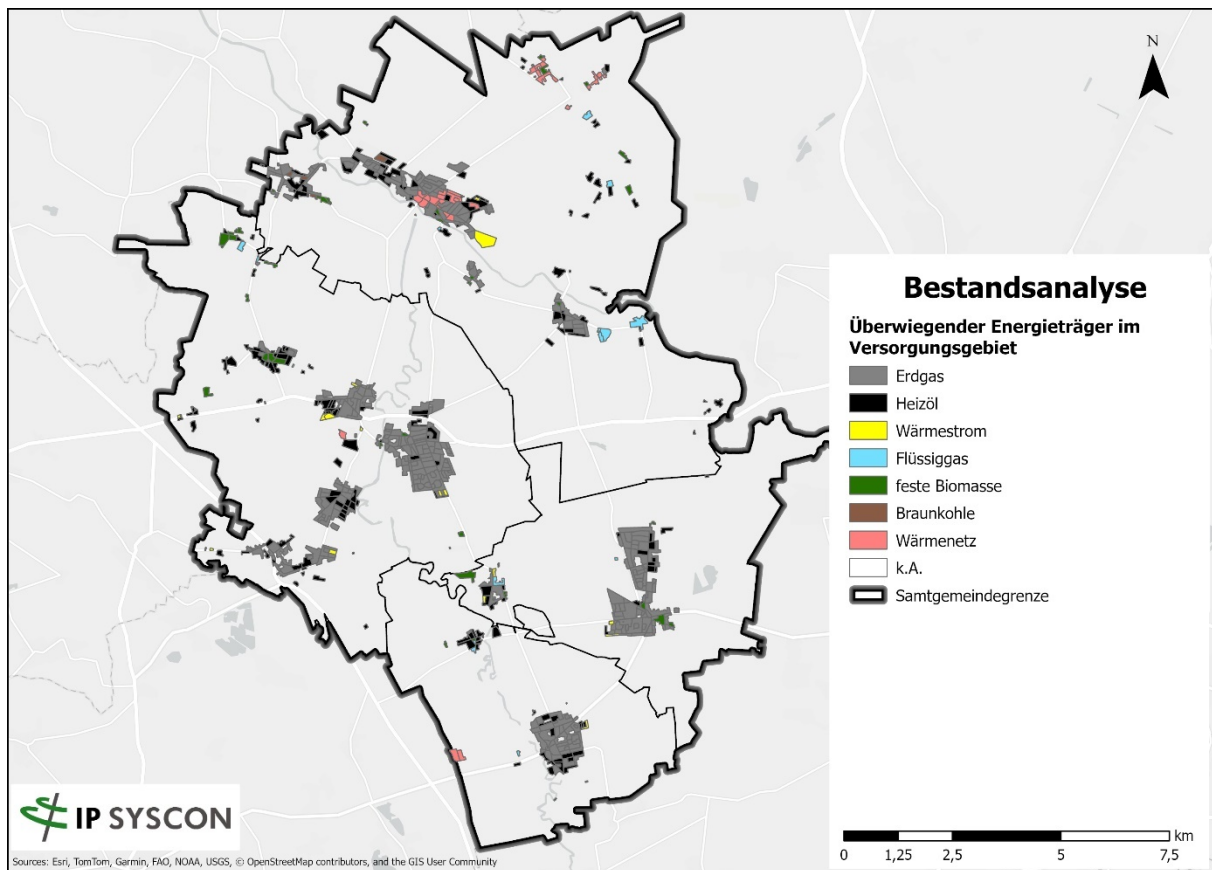 N
Bestandsanalyse
Überwiegender Energieträger im
Versorgungsgebiet
Erdgas
Heizöl
Wärmestrom
Flüssiggas
feste Biomasse
Braunkohle
Wärmenetz
k.A.
Samtgemeindegrenze
IP SYSCON
km
0 1,25 2,5 5 7,5
Sources: Esri, TomTom, Garmin, FAO, NOAA, USGS, © OpenStreetMap contributors, and the GIS User Community